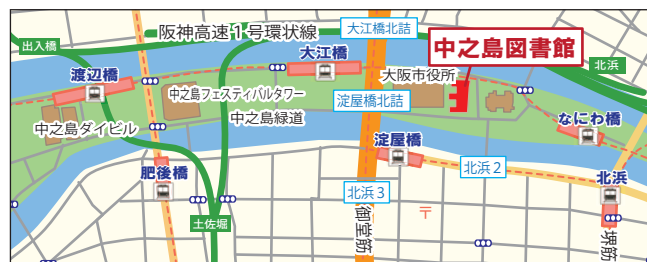 出入橋
阪神高速1号環状線
大江橋北詰
中之島図書館
北浜
渡辺橋
大江橋
大阪市役所
中之島フェスティバルタワー
淀屋橋北詰
中之島ダイビル
中之島緑道
なにわ橋
淀屋橋
肥後橋
北浜2
北浜
北浜3
土佐堀
〒
御堂筋
堺筋